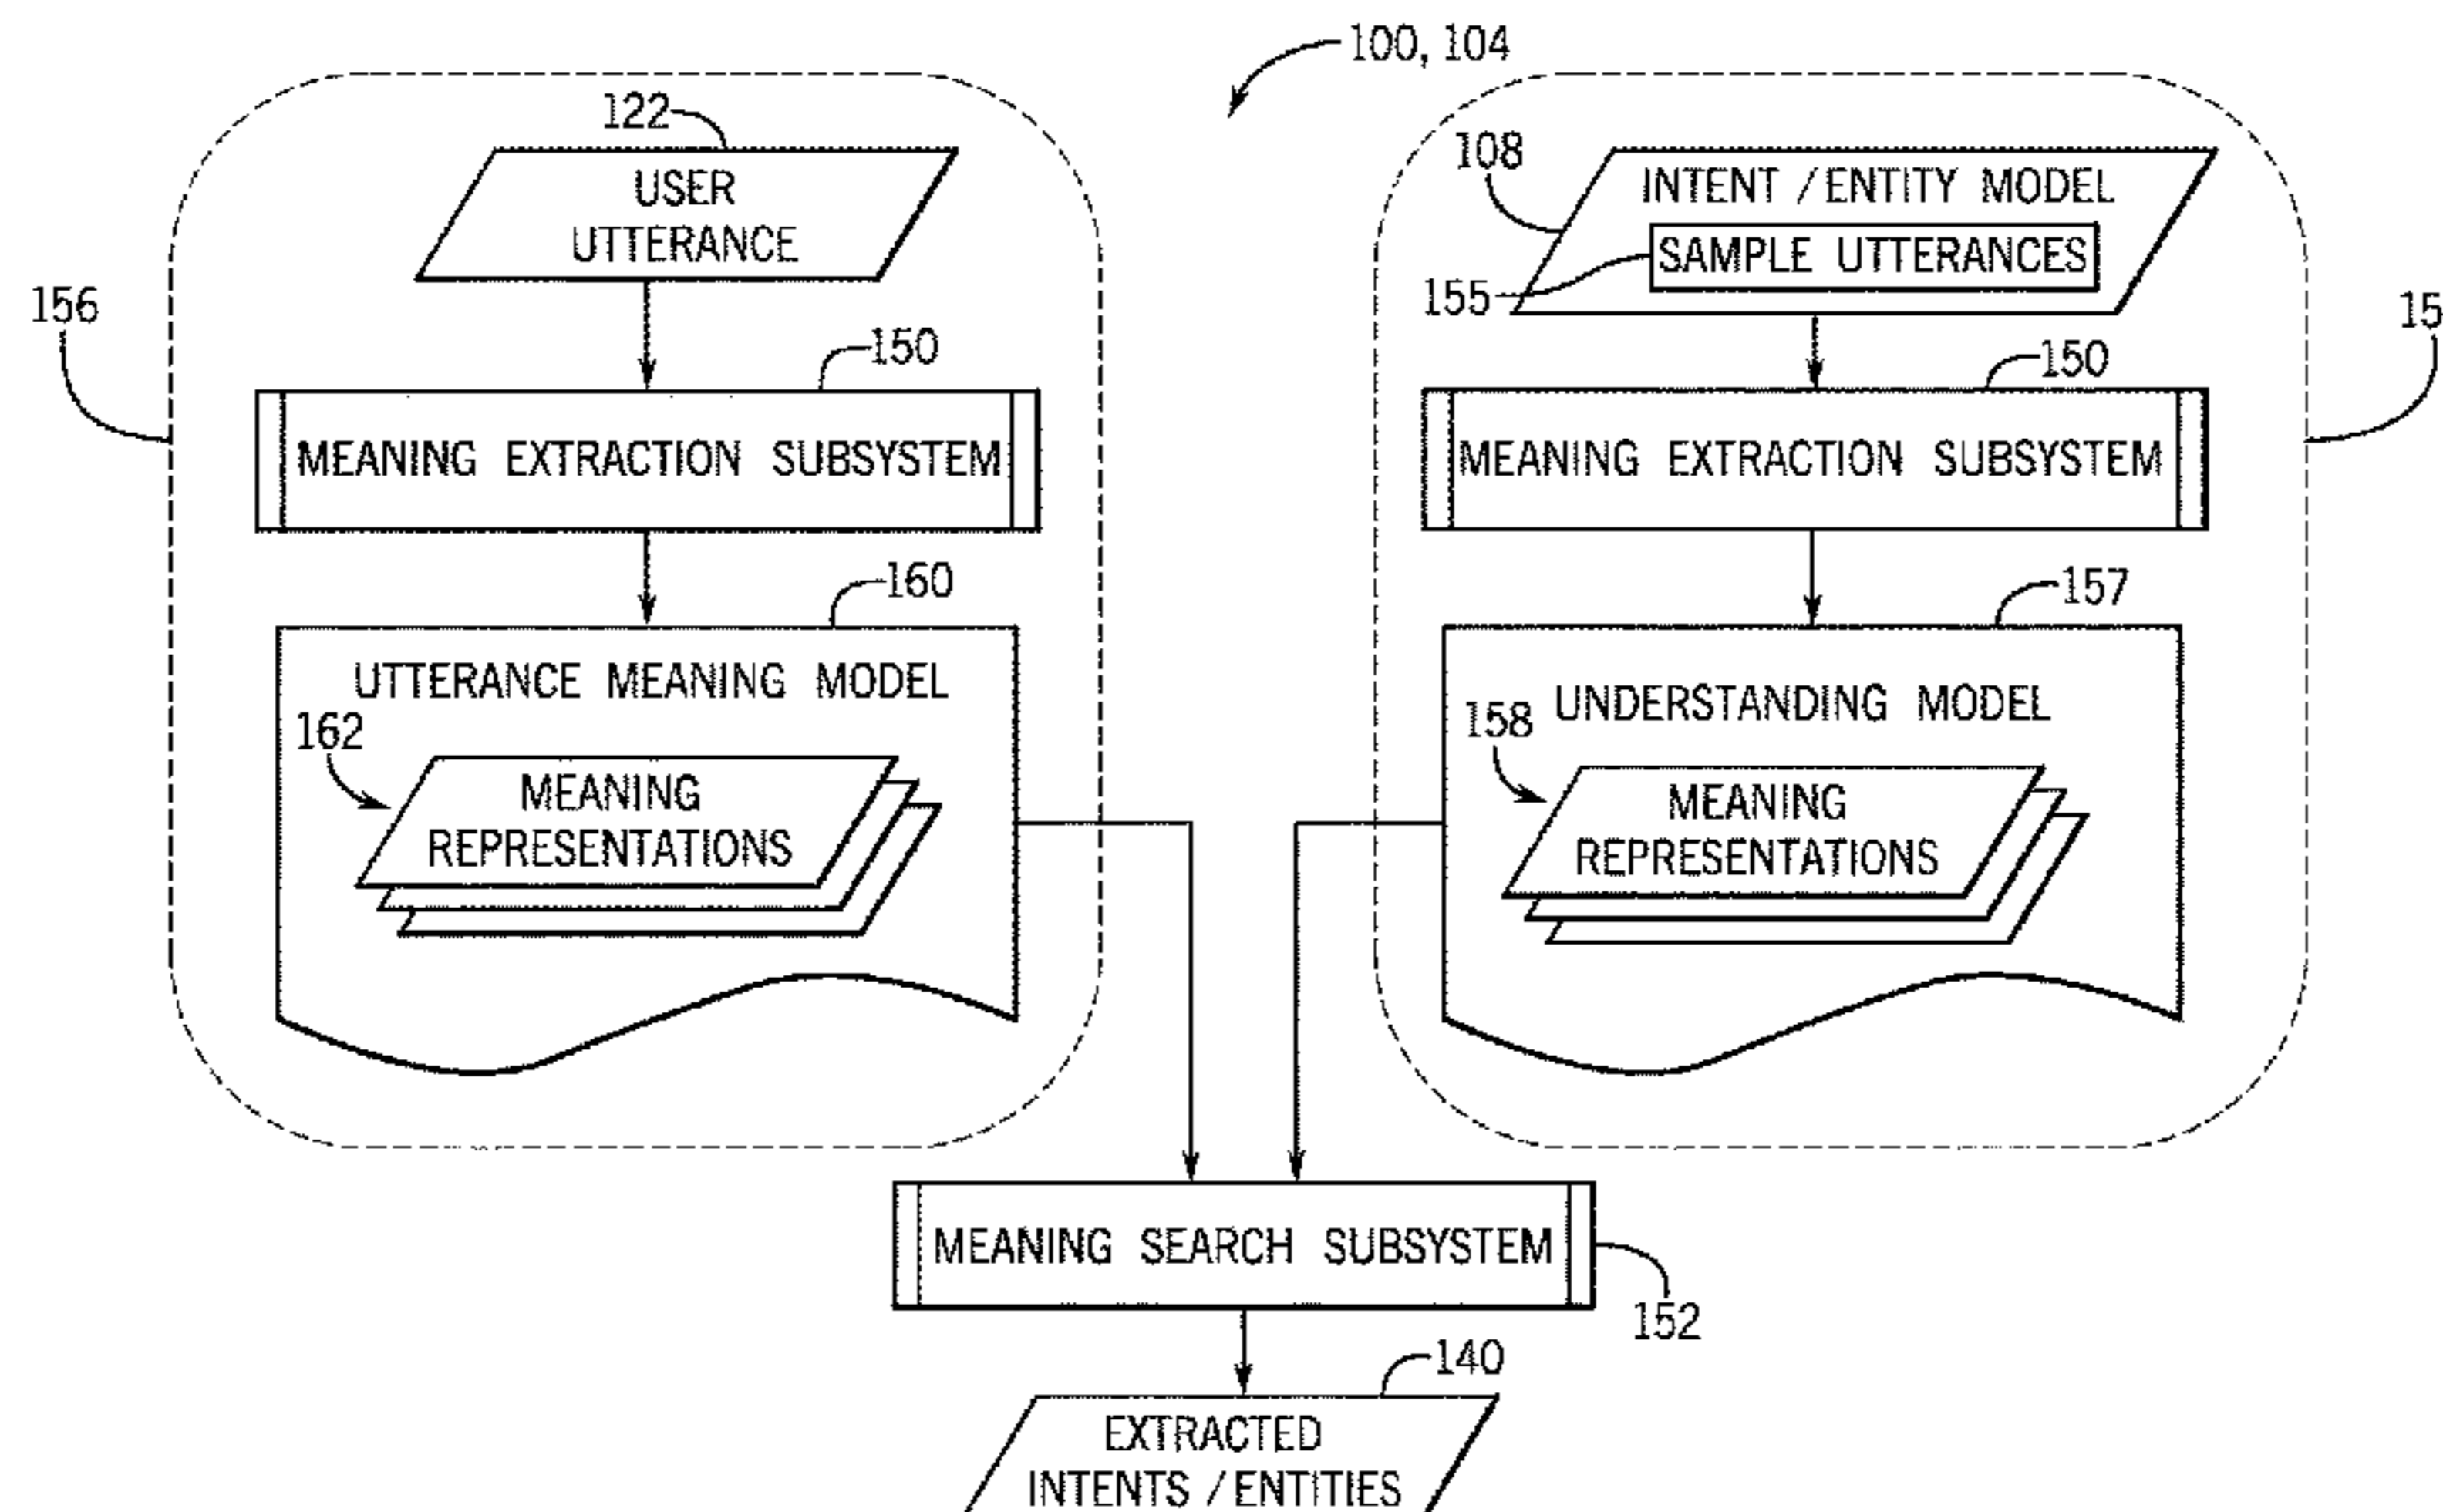 100, 104
122
USER
UTTERANCE
108
INTENT / ENTITY MODEL
SAMPLE UTTERANCES
155
156
15
150
MEANING EXTRACTION SUBSYSTEM
150
MEANING EXTRACTION SUBSYSTEM
160
UTTERANCE MEANING MODEL
162
MEANING
REPRESENTATIONS
157
UNDERSTANDING MODEL
158
MEANING
REPRESENTATIONS
MEANING SEARCH SUBSYSTEM
152
140
EXTRACTED
INTENTS / ENTITIES